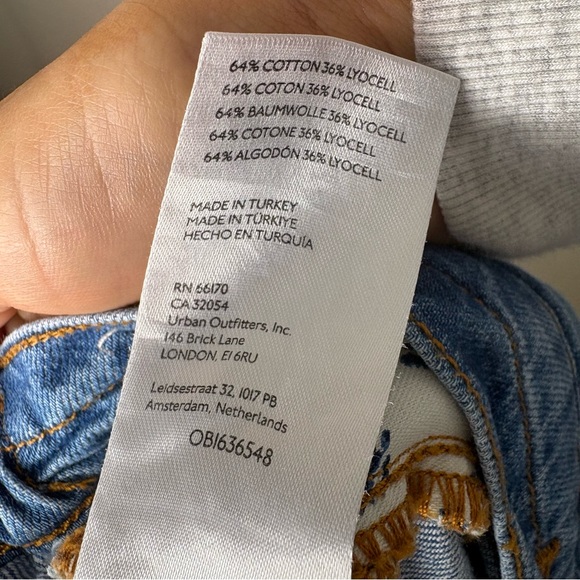 64% COTTON 36% LYOCELL
64% COTON 36% LYOCELL
64% BAUMWOLLE 36% LYOCELL
64% COTONE 36% LYOCELL
64% ALGODÓN 36% LYOCELL
MADE IN TURKEY
MADE IN TÜRKIYE
HECHO EN TURQUÍA
RN 66170
CA 32054
Urban Outfitters, Inc.
146 Brick Lane
LONDON, E1 6RU
Leidsestraat 32, 1017 PB
Amsterdam, Netherlands
OB1636548